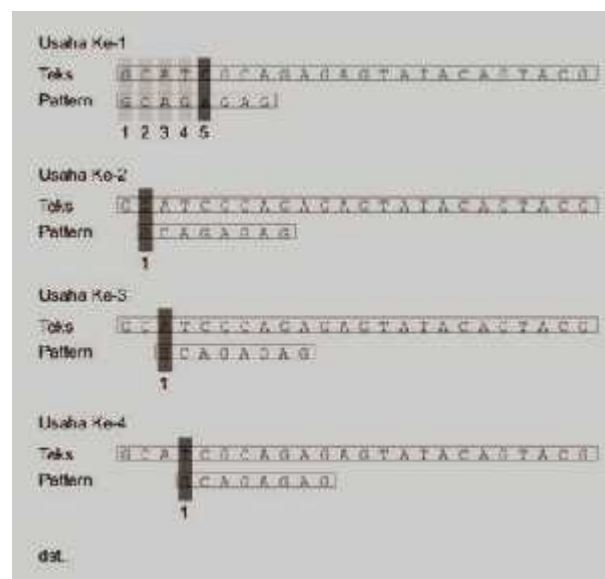 Usaha Ke-1
Teks G C A T C G C A G A G A G T A T A C A G T A C G
Pattern G C A G A G A G
1 2 3 4 5
Usaha Ke-2
Teks G C A T C G C A G A G A G T A T A C A G T A C G
Pattern G C A G A G A G
1
Usaha Ke-3
Teks G C A T C G C A G A G A G T A T A C A G T A C G
Pattern G C A G A G A G
1
Usaha Ke-4
Teks G C A T C G C A G A G A G T A T A C A G T A C G
Pattern G C A G A G A G
1
dst.